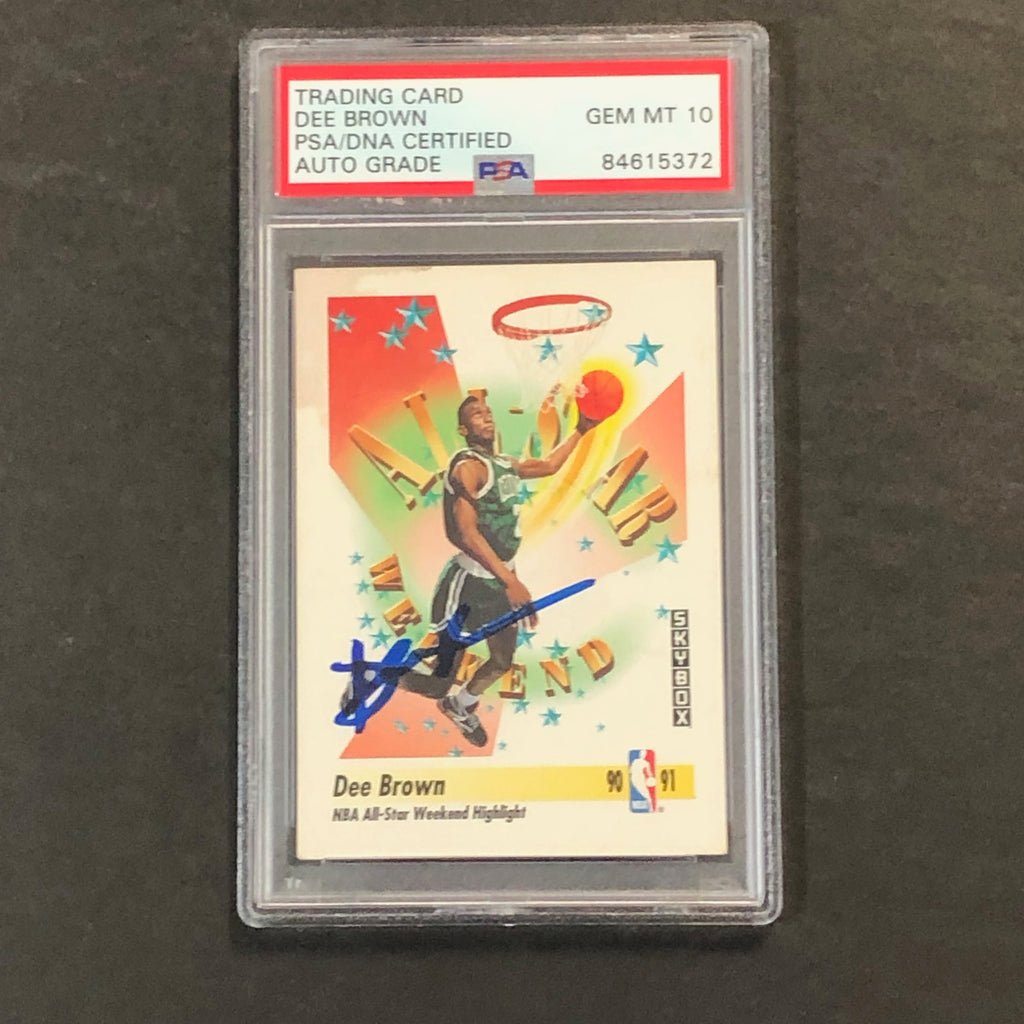 TRADING CARD
DEE BROWN
PSA/DNA CERTIFIED
AUTO GRADE
GEM MT 10
84615372
PSA
ALL STAR
WEEKEND
SKYBOX
Dee Brown
90 91
NBA All-Star Weekend Highlight